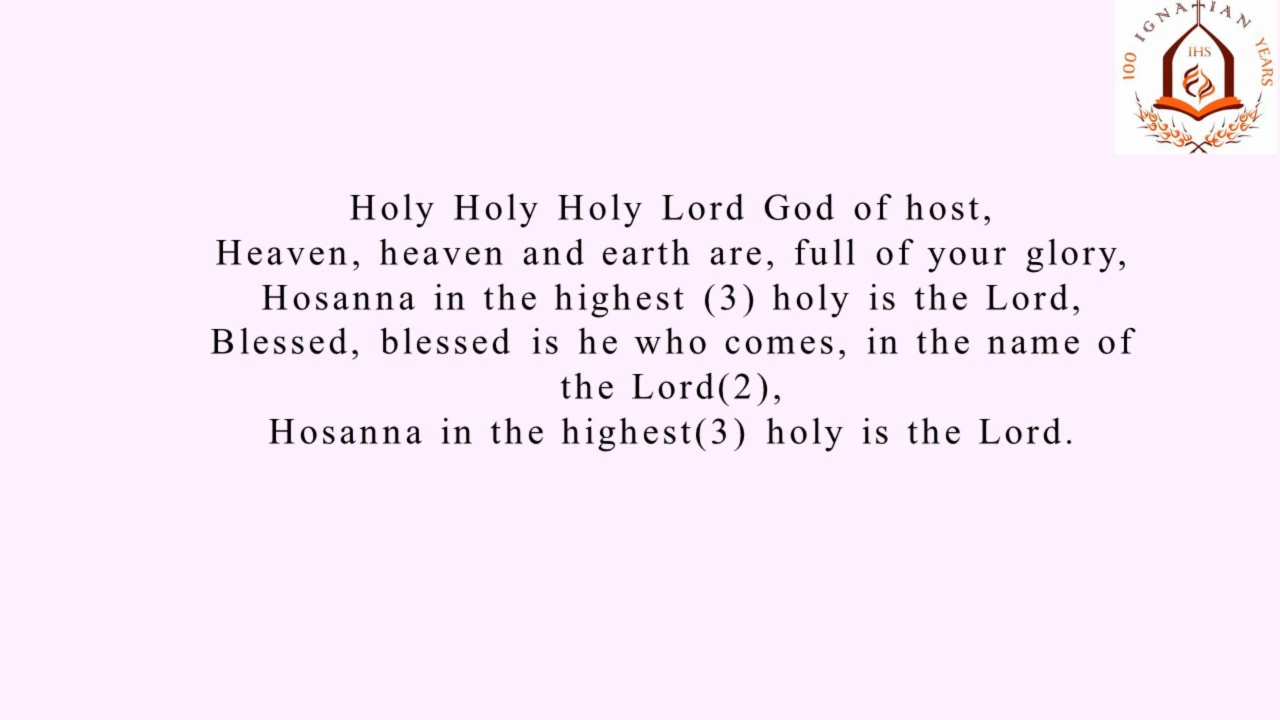 100 IGNATIAN YEARS
IHS
Holy Holy Holy Lord God of host,
Heaven, heaven and earth are, full of your glory,
Hosanna in the highest (3) holy is the Lord,
Blessed, blessed is he who comes, in the name of
the Lord(2),
Hosanna in the highest(3) holy is the Lord.